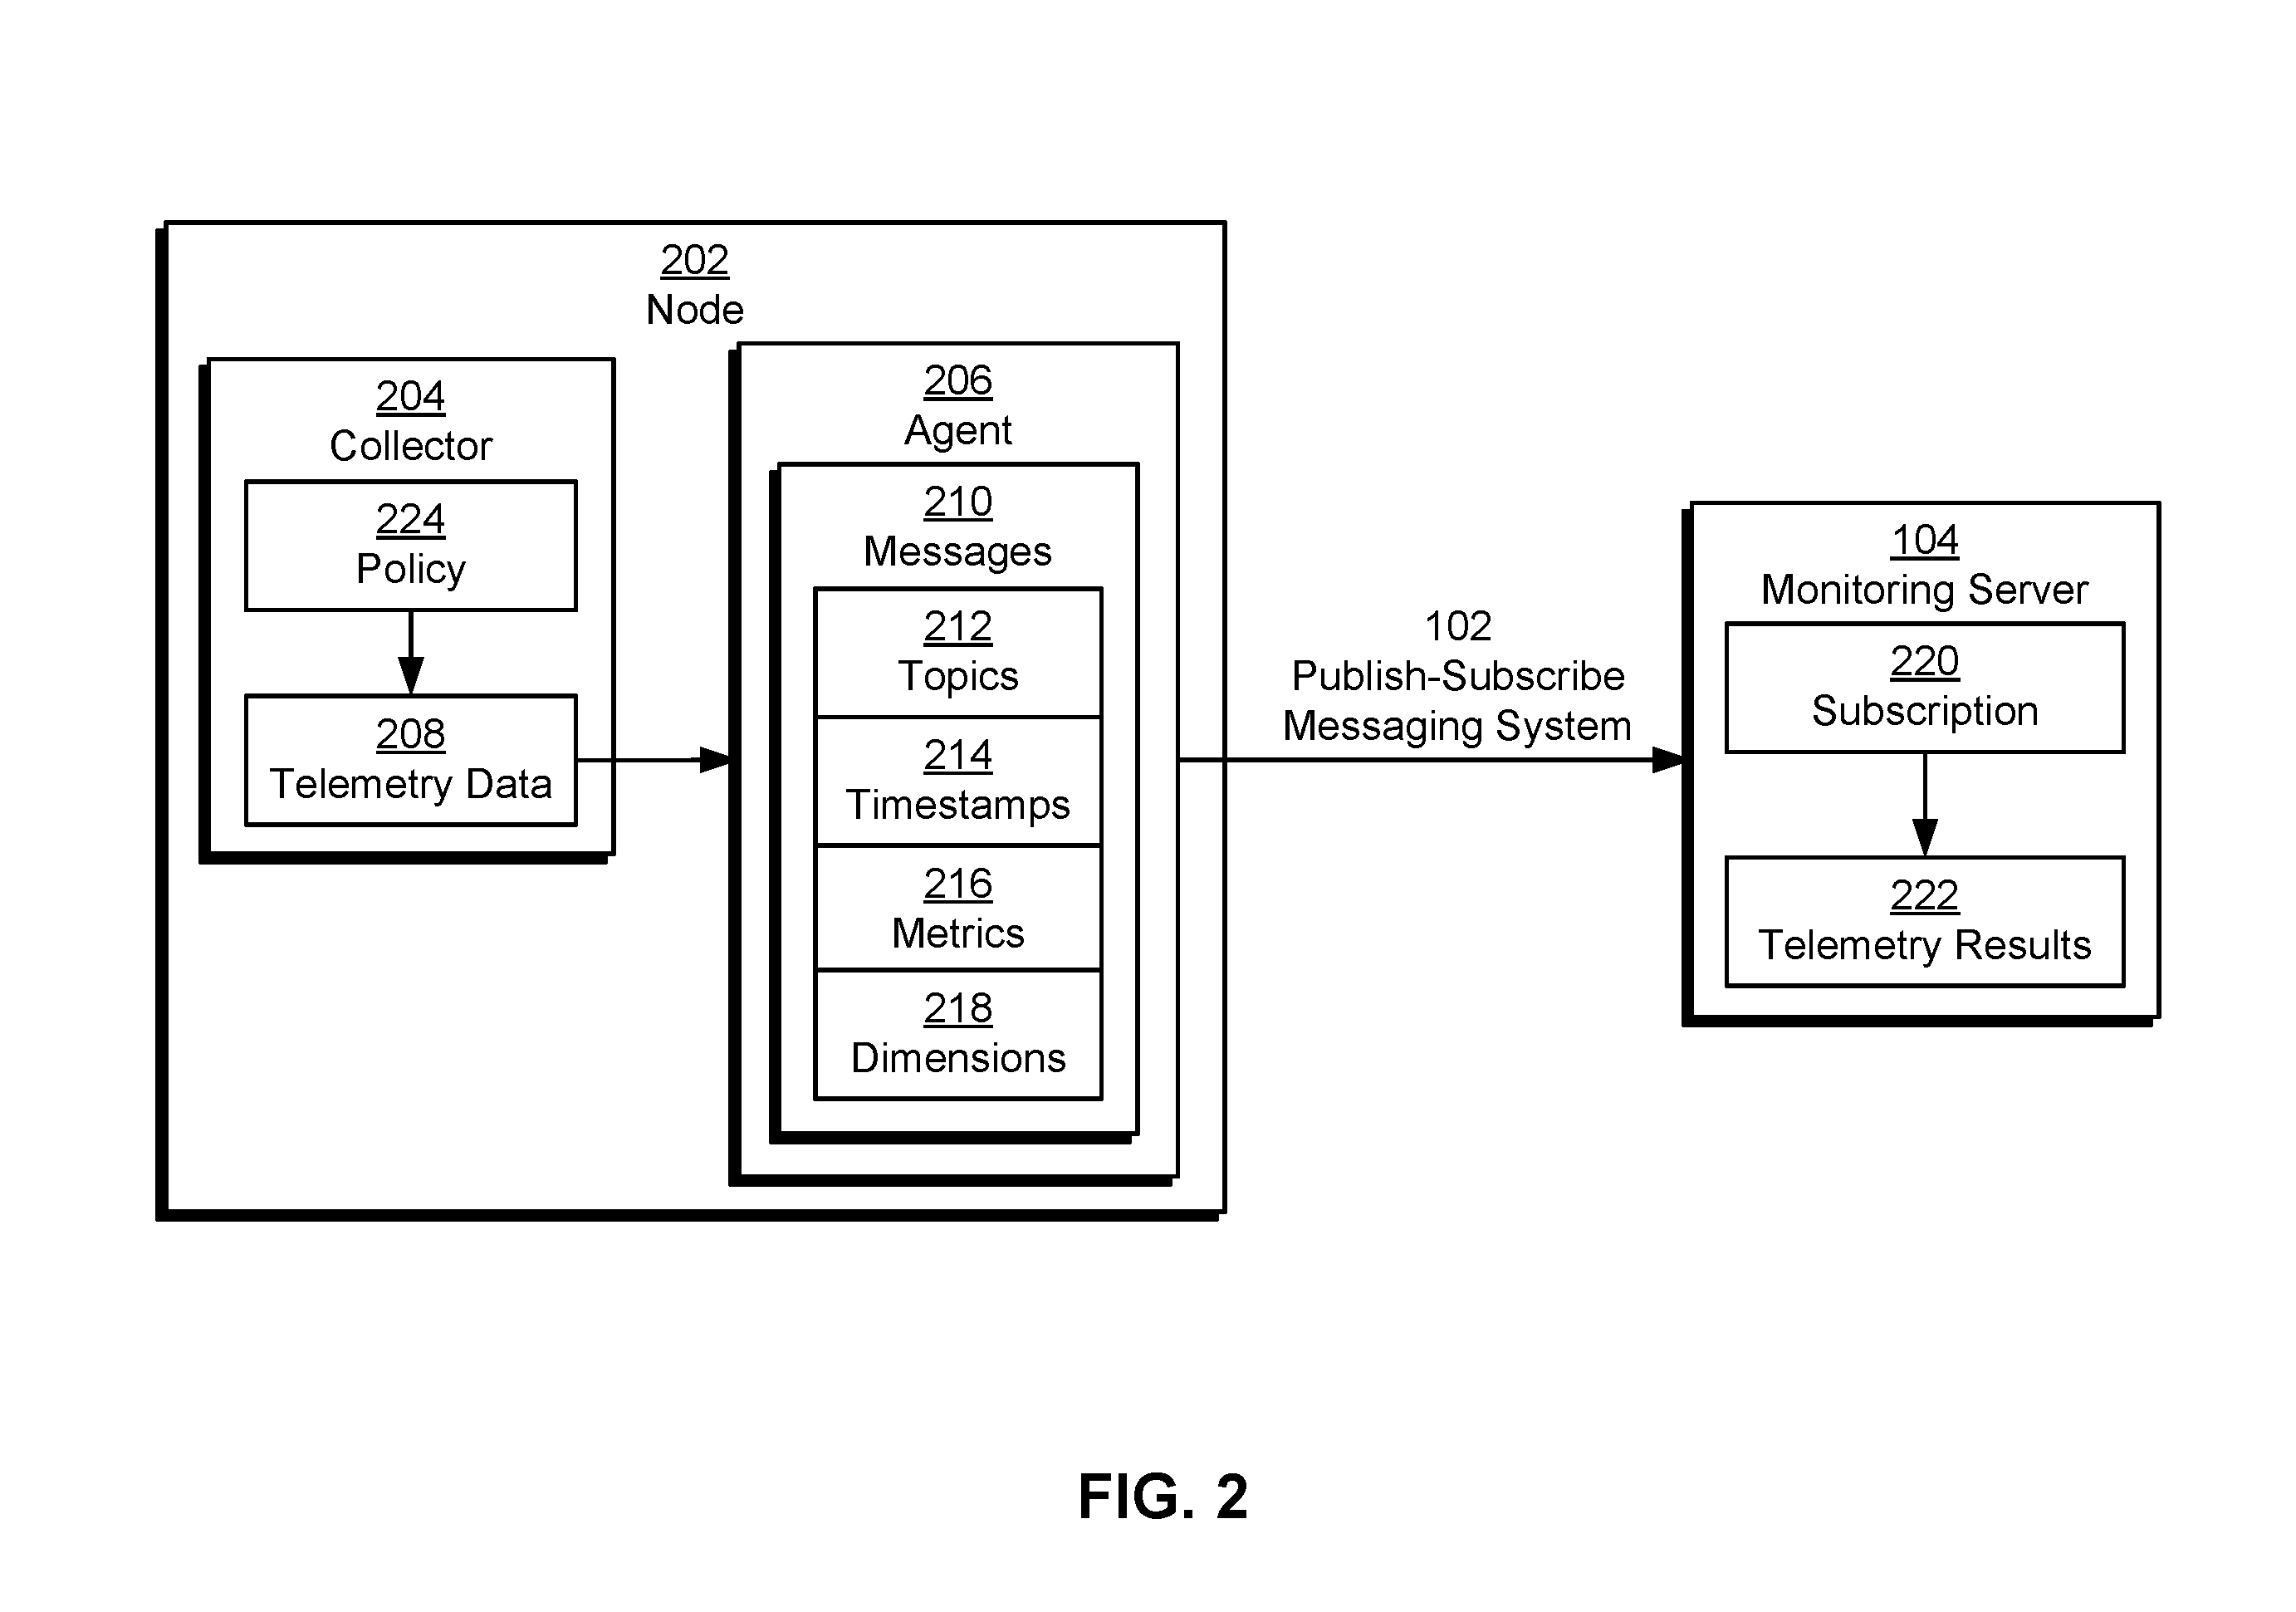 202
Node
204
Collector
224
Policy
208
Telemetry Data
206
Agent
210
Messages
212
Topics
214
Timestamps
216
Metrics
218
Dimensions
102
Publish-Subscribe
Messaging System
104
Monitoring Server
220
Subscription
222
Telemetry Results
FIG. 2